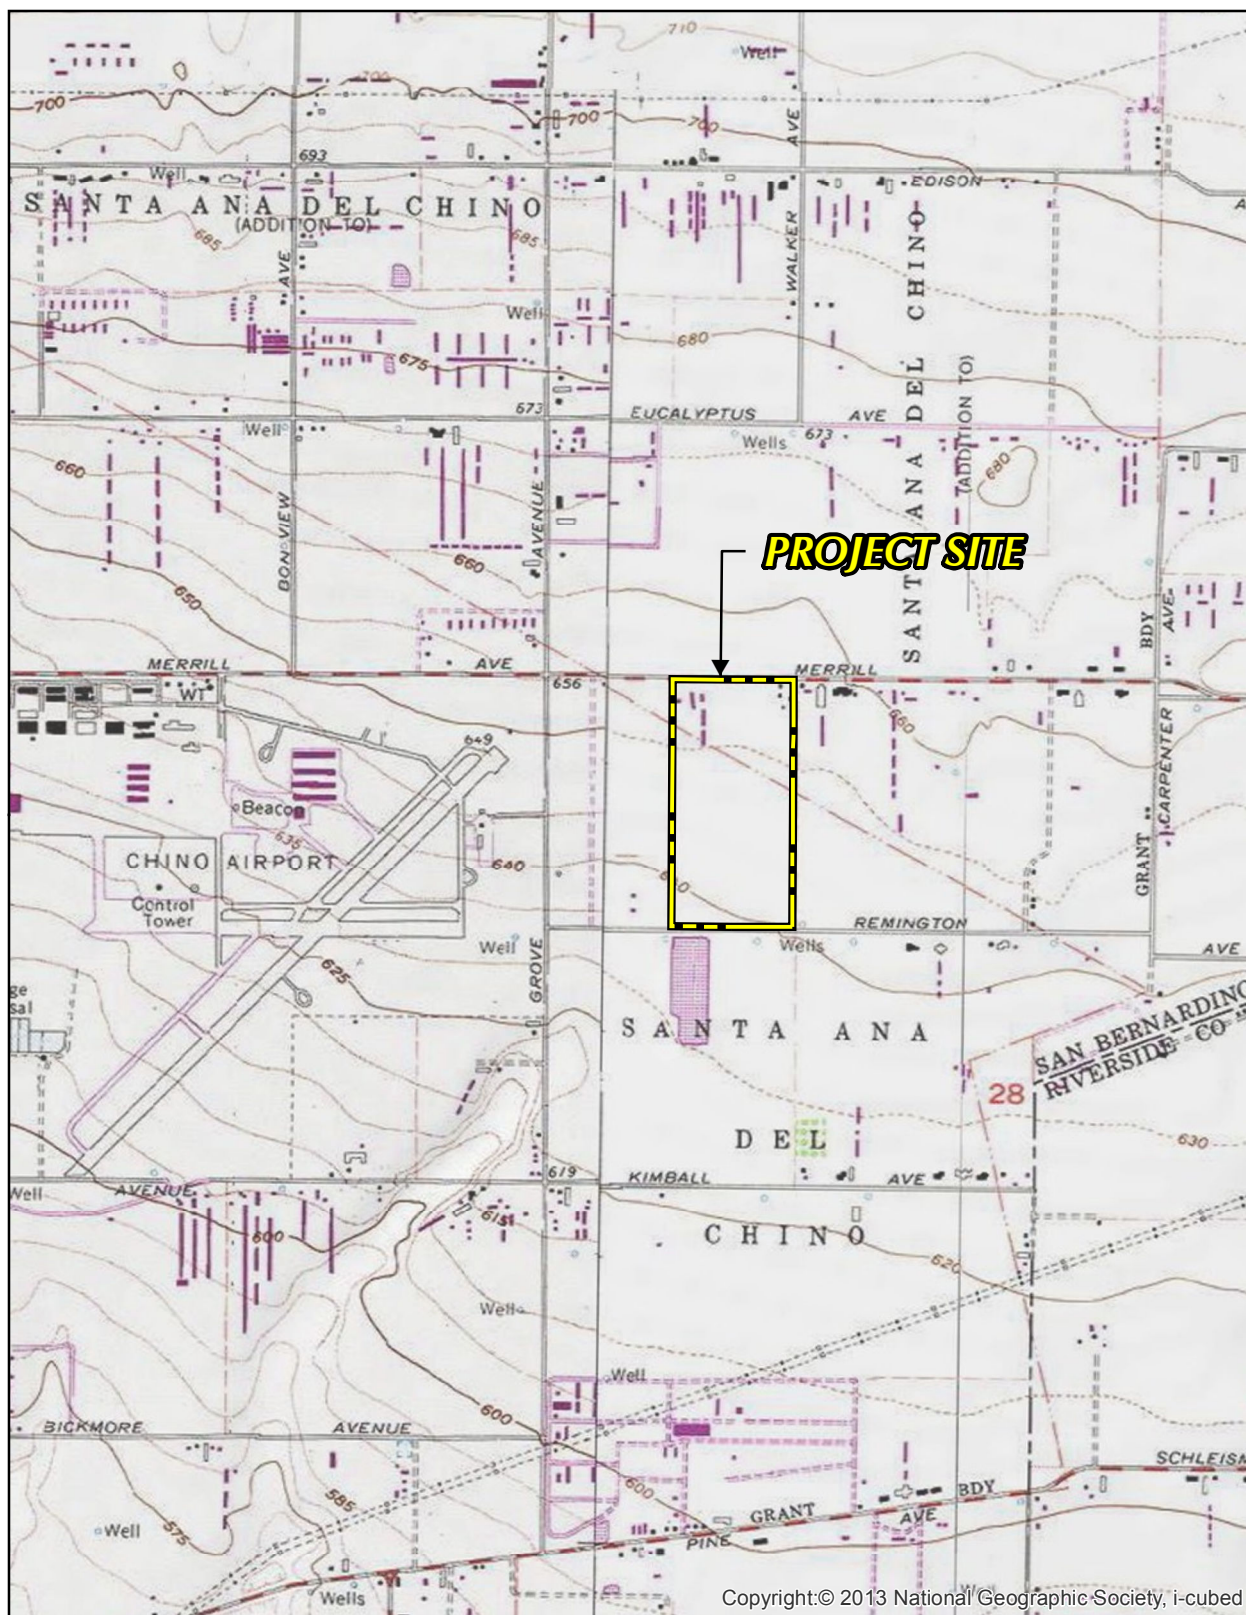 710
Well
700
700
700
700
AVE
693
Well
EDISON
SANTA ANA DEL CHINO
(ADDITION TO)
685
685
AVE
WALKER
SANTA ANA DEL CHINO
(ADDITION TO)
Well
680
675
673
EUCALYPTUS AVE
Well
Wells
673
660
680
BON VIEW
AVENUE
660
650
PROJECT SITE
BDY
AVE
MERRILL AVE
MERRILL
656
WT
649
660
CARPENTER
Beacon
635
CHINO AIRPORT
640
640
GRANT
Control
Tower
REMINGTON
AVE
Well
Wells
625
GROVE
ge
sal
SANTA ANA
SAN BERNARDINO
RIVERSIDE CO
28
DEL
630
619
KIMBALL AVE
Well
AVENUE
600
615
CHINO
620
Well
Well
600
BICKMORE AVENUE
SCHLEISM
585
600
GRANT BDY
575
Well
PINE AVE
Wells
Well
Copyright:© 2013 National Geographic Society, i-cubed